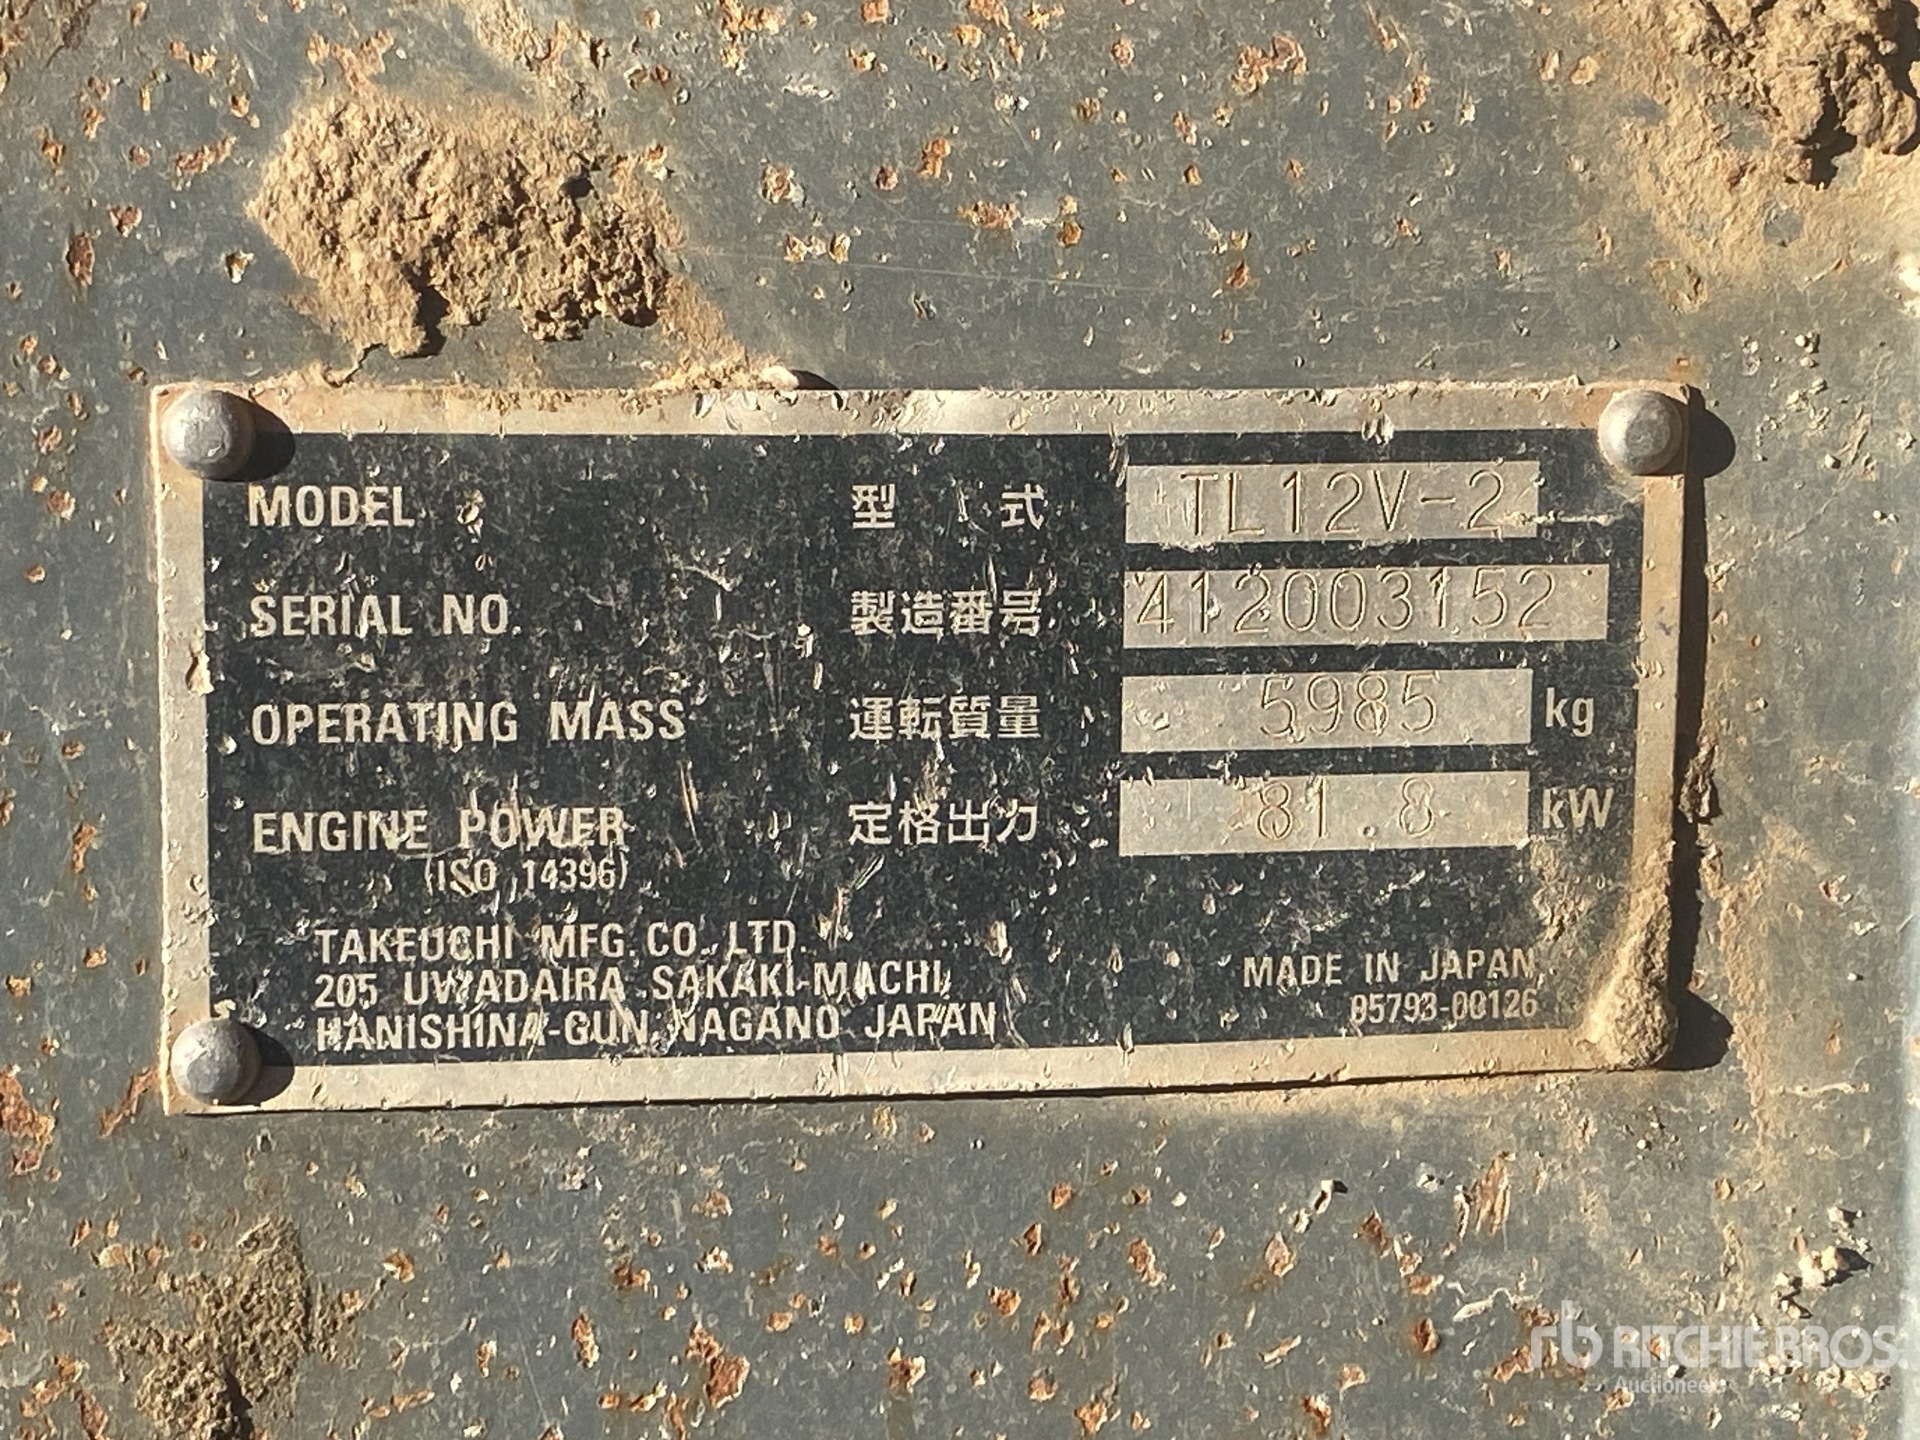 MODEL 型 式 TL12V-2
SERIAL NO. 製造番号 412003152
OPERATING MASS 運転質量 5985 kg
ENGINE POWER 定格出力 81.8 kW
(ISO 14396)
TAKEUCHI MFG. CO., LTD.
205 UWADAIRA SAKAKI-MACHI,
HANISHINA-GUN, NAGANO JAPAN
MADE IN JAPAN
05793-00126
rb RITCHIE BROS.
Auctioneers